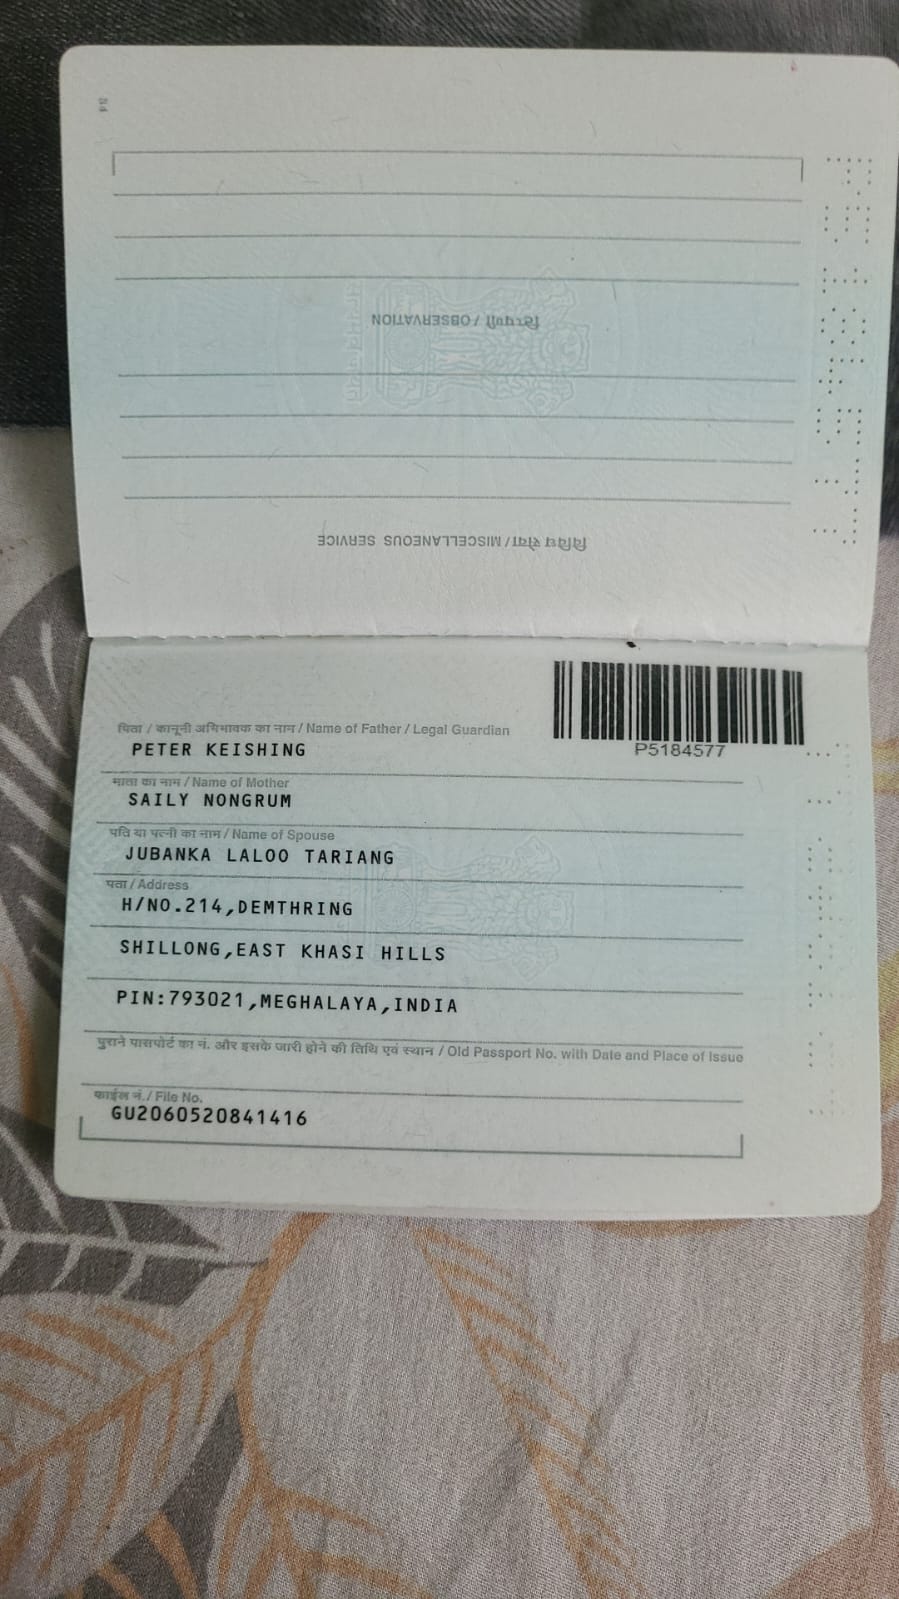 34
टिप्पणी / OBSERVATION
विविध सेवा / MISCELLANEOUS SERVICE
पिता / कानूनी अभिभावक का नाम / Name of Father / Legal Guardian
PETER KEISHING
P5184577
माता का नाम / Name of Mother
SAILY NONGRUM
पति या पत्नी का नाम / Name of Spouse
JUBANKA LALOO TARIANG
पता / Address
H/NO.214,DEMTHRING
SHILLONG,EAST KHASI HILLS
PIN:793021,MEGHALAYA,INDIA
पुराने पासपोर्ट का नं. और इसके जारी होने की तिथि एवं स्थान / Old Passport No. with Date and Place of Issue
फाईल नं./ File No.
GU2060520841416